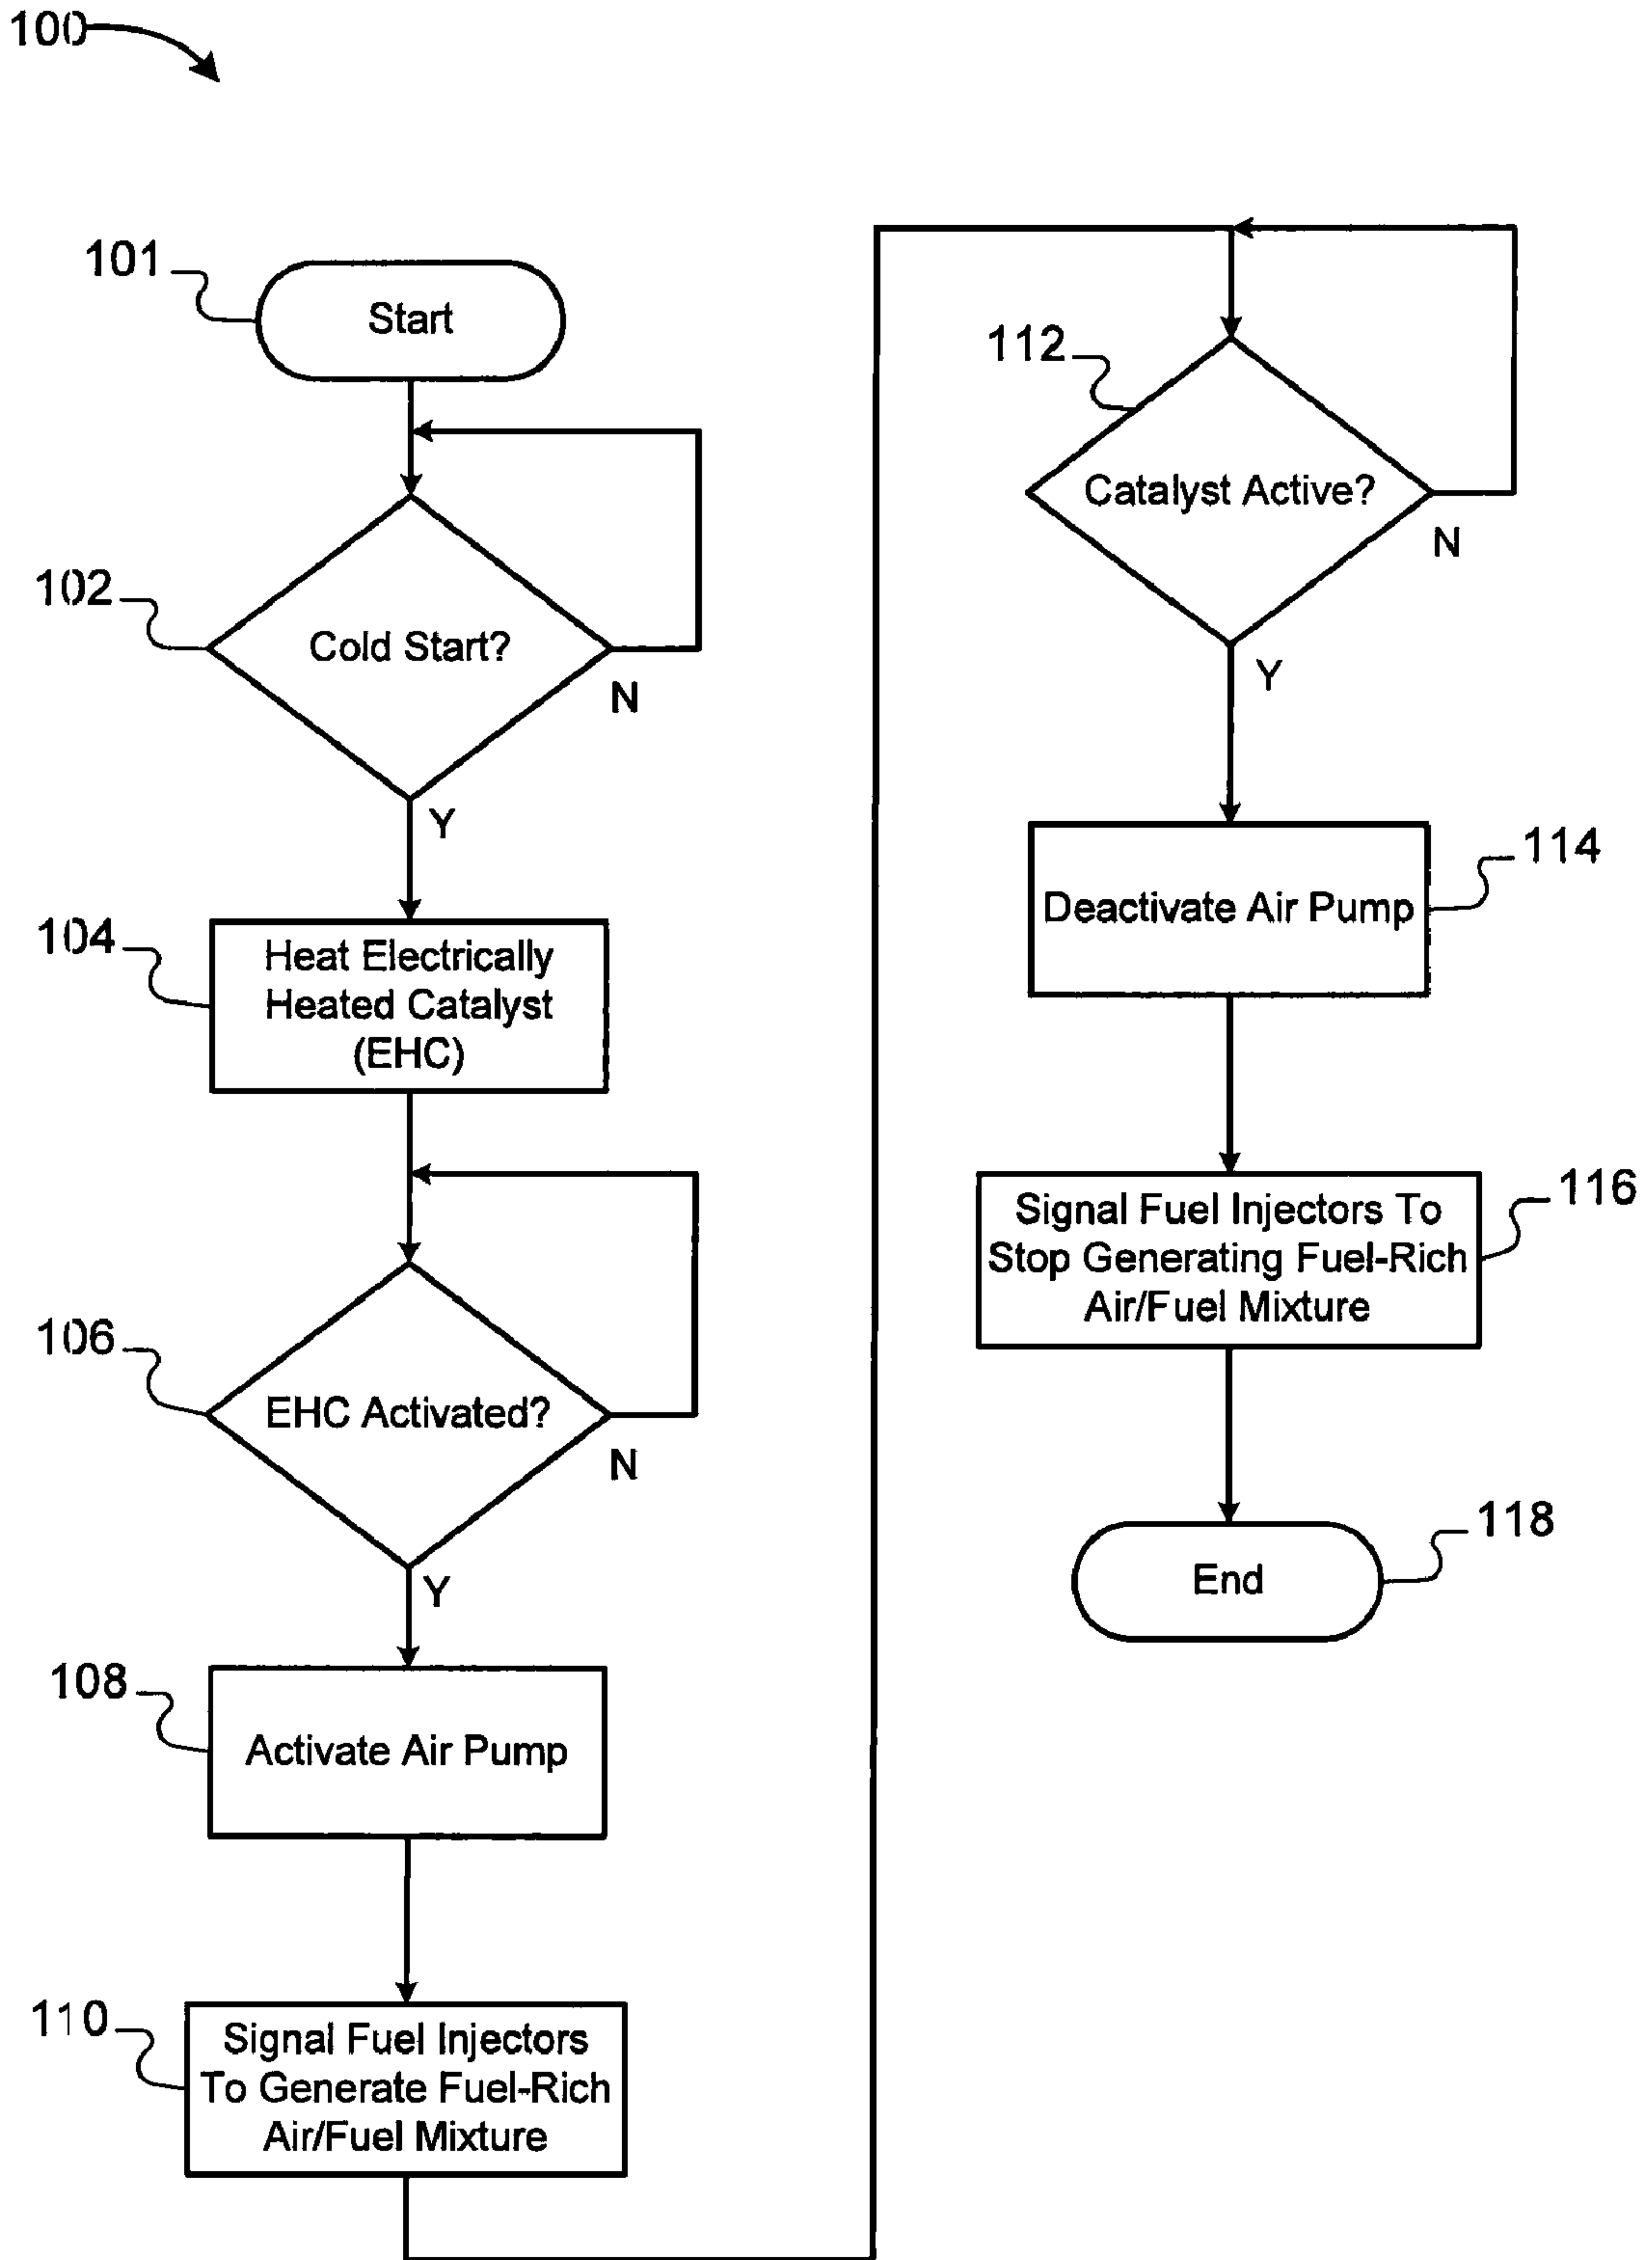 100
101
Start
102
Cold Start?
N
Y
104
Heat Electrically
Heated Catalyst
(EHC)
106
EHC Activated?
N
Y
108
Activate Air Pump
110
Signal Fuel Injectors
To Generate Fuel-Rich
Air/Fuel Mixture
112
Catalyst Active?
N
Y
114
Deactivate Air Pump
116
Signal Fuel Injectors To
Stop Generating Fuel-Rich
Air/Fuel Mixture
118
End